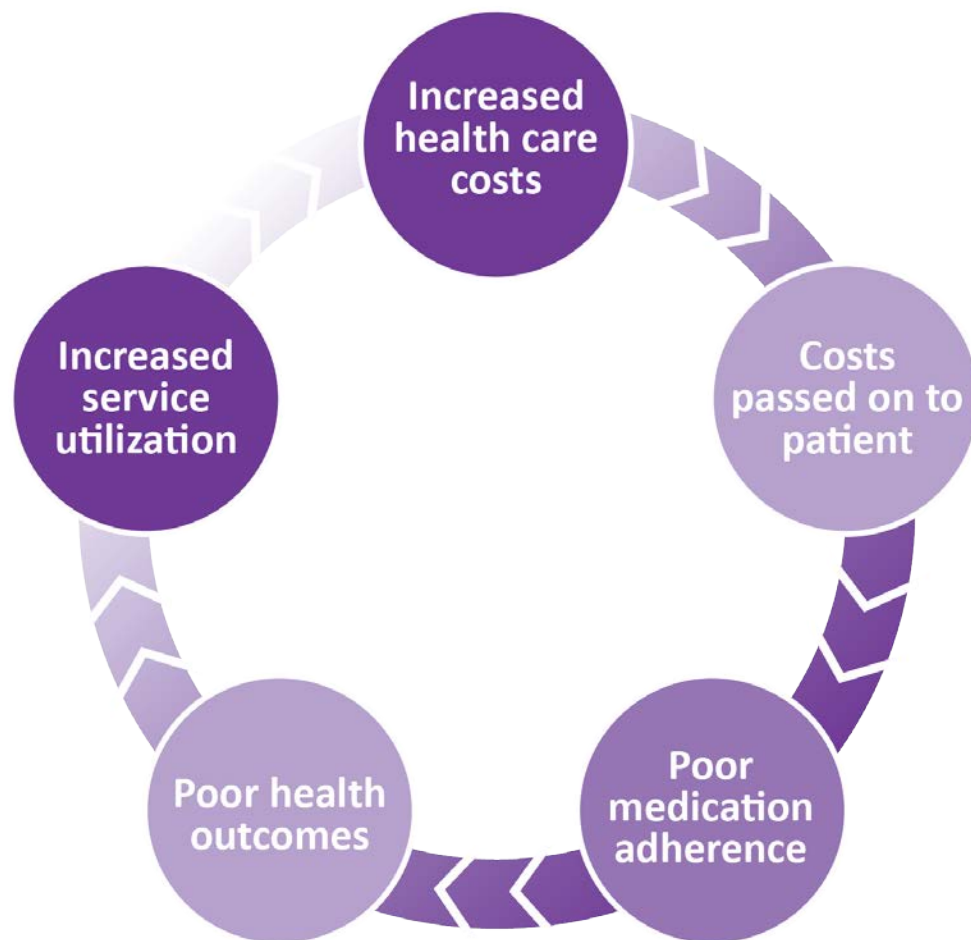 Increased
health care
costs
Costs
passed on to
patient
Poor
medication
adherence
Poor health
outcomes
Increased
service
utilization